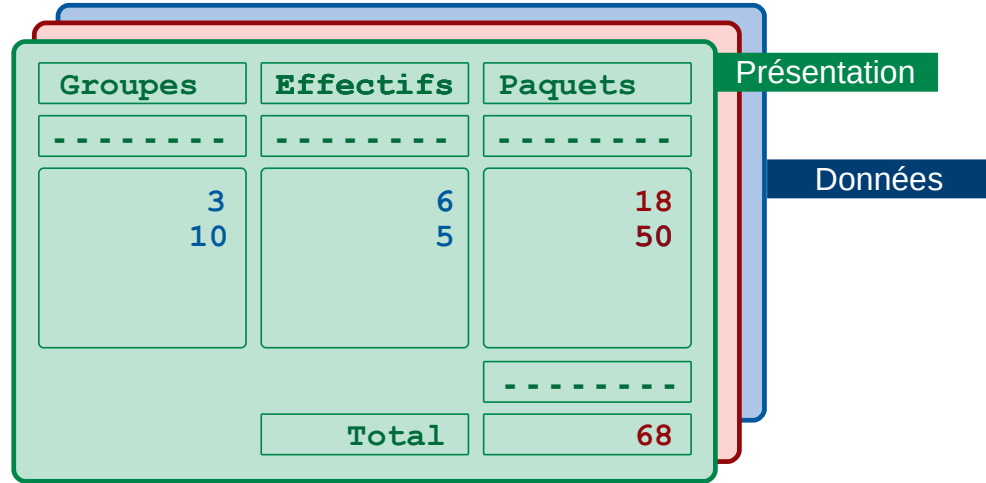 Présentation
Groupes Effectifs Paquets
-------- -------- --------
Données
3 6 18
10 5 50
--------
Total 68